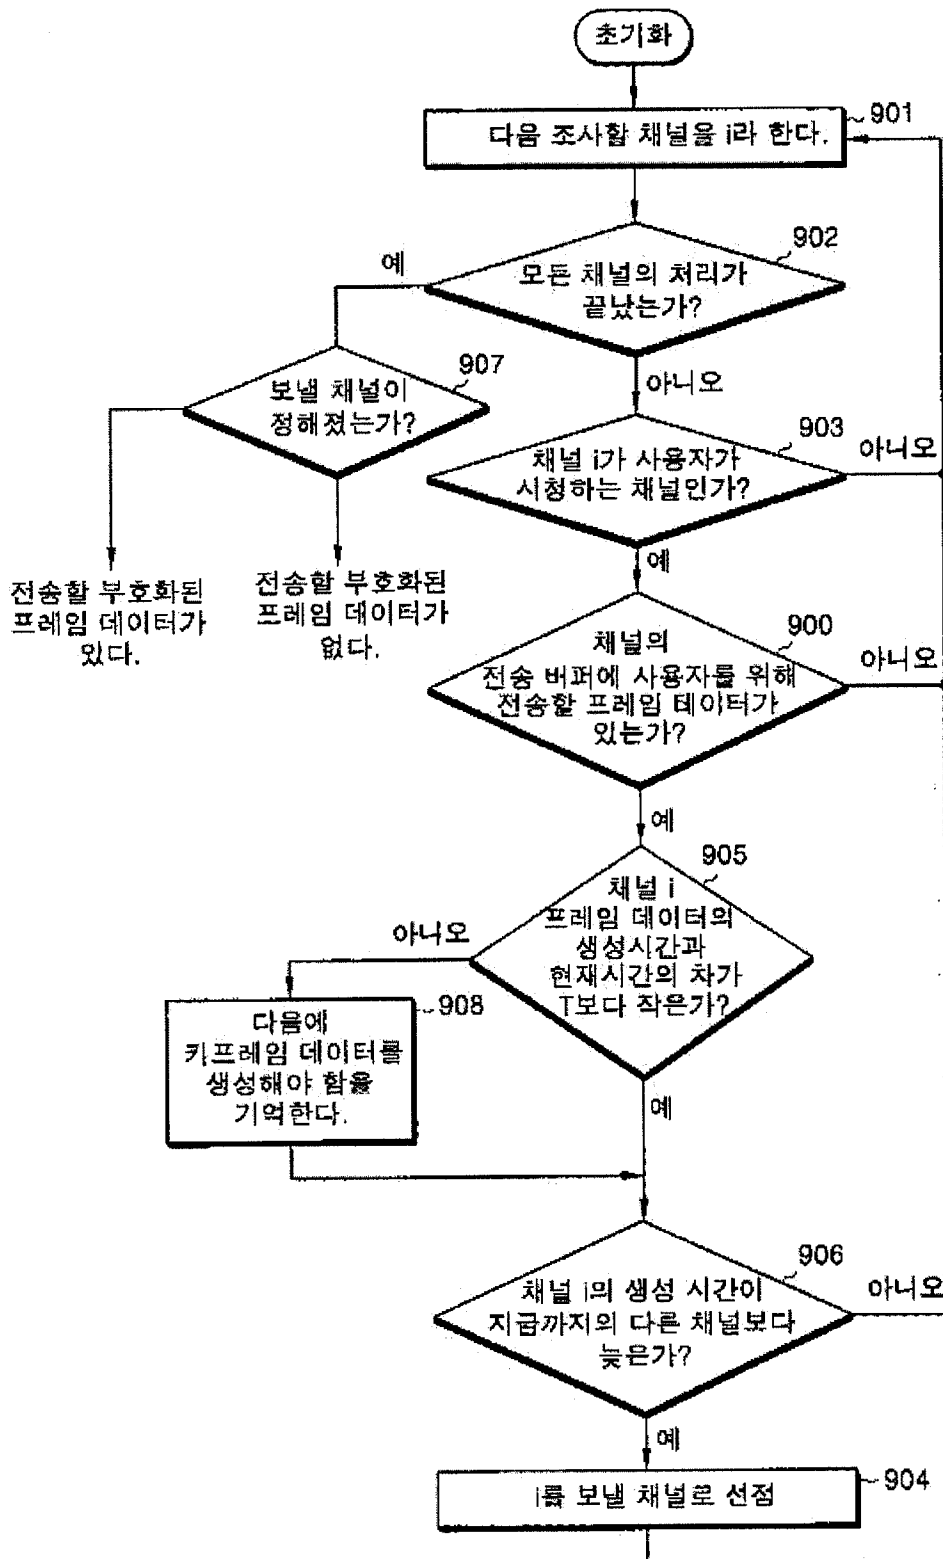 초기화
901
다음 조사할 채널을 i라 한다.
902
예
모든 채널의 처리가
끝났는가?
907
아니오
보낼 채널이
정해졌는가?
903
아니오
채널 i가 사용자가
시청하는 채널인가?
예
전송할 부호화된
프레임 데이터가
있다.
전송할 부호화된
프레임 데이터가
없다.
900
아니오
채널의
전송 버퍼에 사용자를 위해
전송할 프레임 데이터가
있는가?
예
905
채널 i
프레임 데이터의
생성시간과
현재시간의 차가
T보다 작은가?
아니오
908
다음에
키프레임 데이터를
생성해야 함을
기억한다.
예
906
아니오
채널 i의 생성 시간이
지금까지의 다른 채널보다
늦은가?
예
904
i를 보낼 채널로 선점